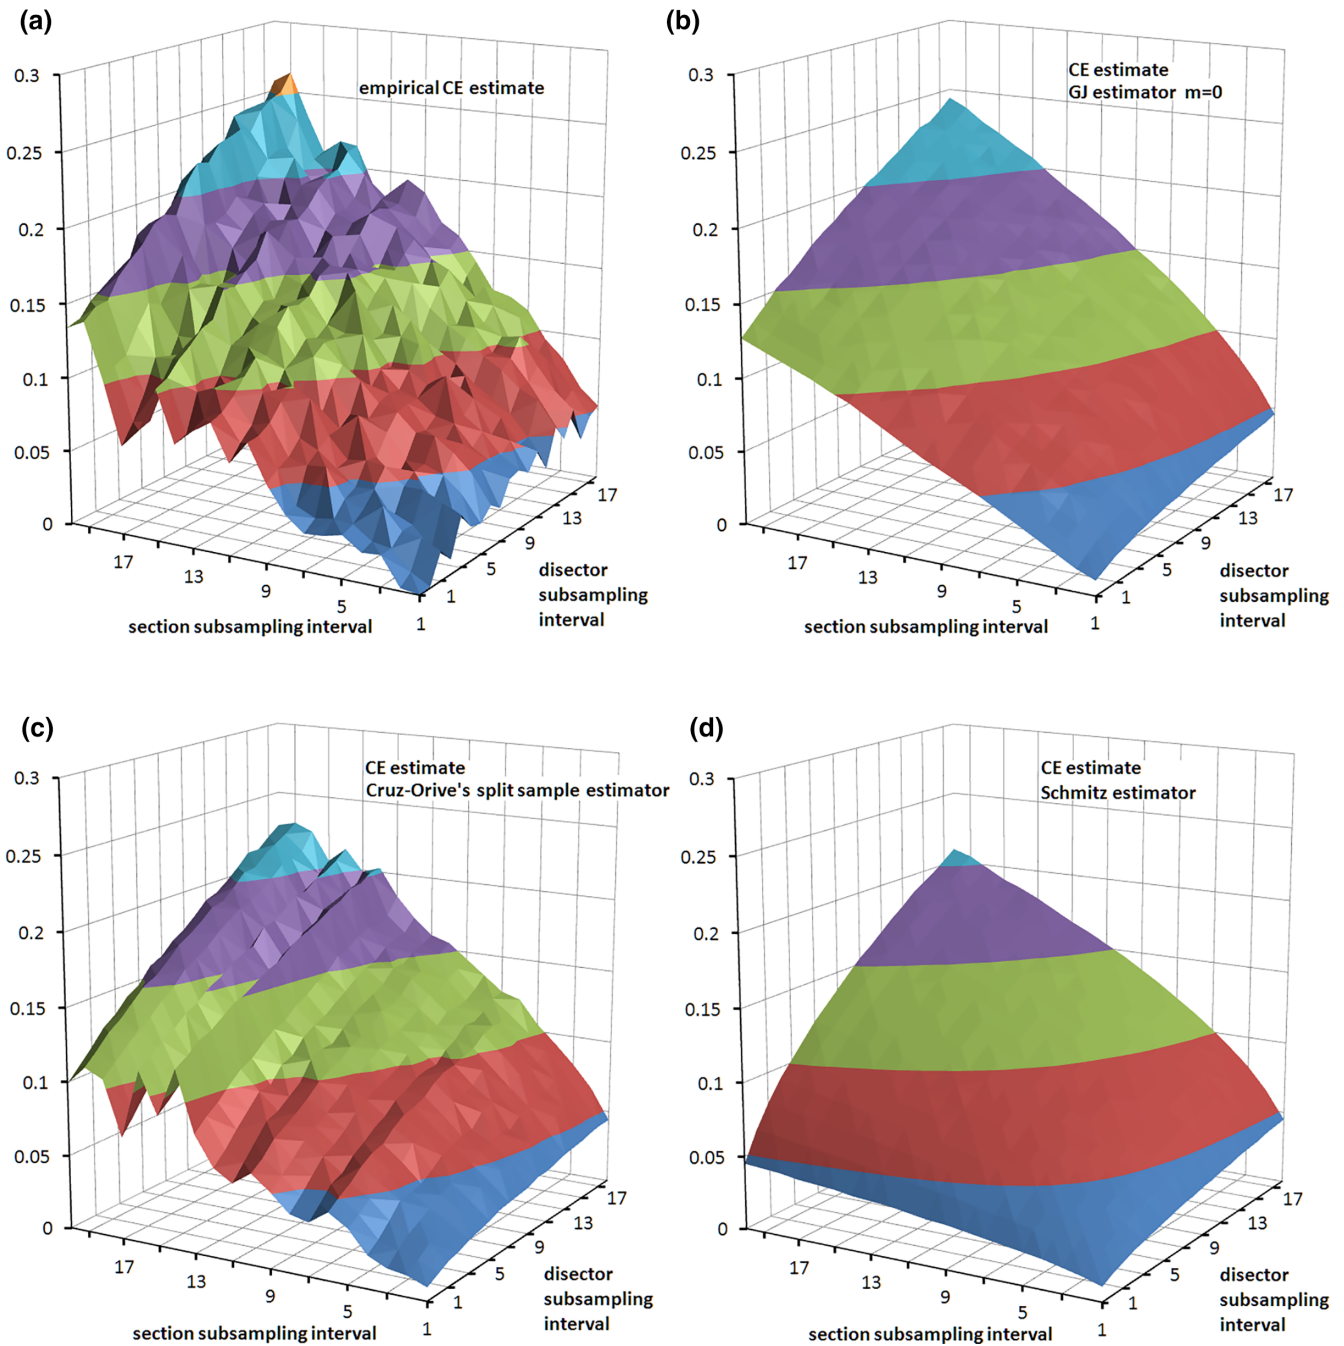 (a)
empirical CE estimate
0.3
0.25
0.2
0.15
0.1
0.05
0
17
13
9
5
1
section subsampling interval
1
5
9
13
17
disector
subsampling
interval
(b)
CE estimate
GJ estimator m=0
0.3
0.25
0.2
0.15
0.1
0.05
0
17
13
9
5
1
section subsampling interval
1
5
9
13
17
disector
subsampling
interval
(c)
CE estimate
Cruz-Orive's split sample estimator
0.3
0.25
0.2
0.15
0.1
0.05
0
17
13
9
5
1
section subsampling interval
1
5
9
13
17
disector
subsampling
interval
(d)
CE estimate
Schmitz estimator
0.3
0.25
0.2
0.15
0.1
0.05
0
17
13
9
5
1
section subsampling interval
1
5
9
13
17
disector
subsampling
interval